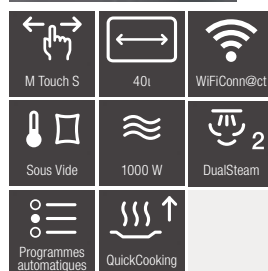 M Touch S
40l
WiFiConn@ct
2
Sous Vide
1000 W
DualSteam
Programmes
automatiques
QuickCooking